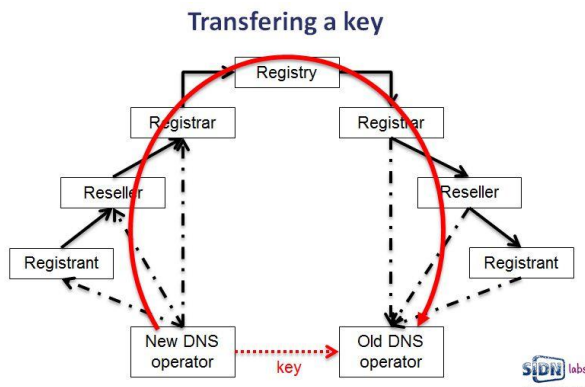 Transfering a key
Registry
Registrar
Registrar
Reseller
Reseller
Registrant
Registrant
New DNS
operator
Old DNS
operator
key
SIDN labs